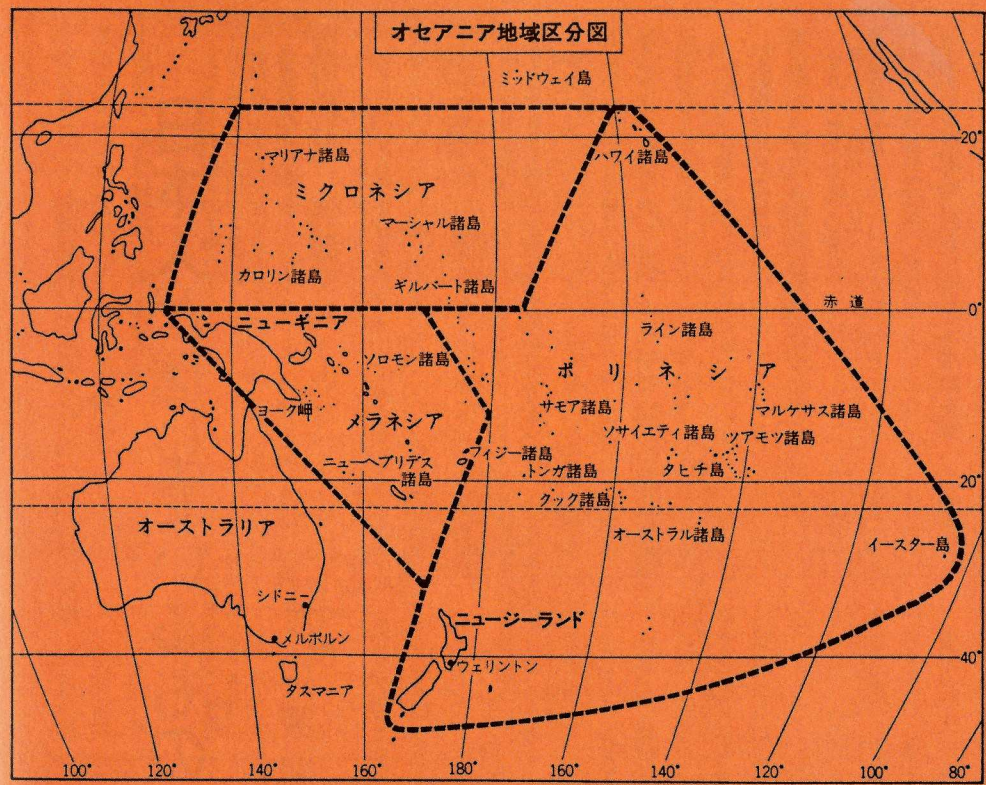 オセアニア地域区分図
ミッドウェイ島
20°
マリアナ諸島
ハワイ諸島
ミクロネシア
マーシャル諸島
カロリン諸島
ギルバート諸島
赤道
0°
ニューギニア
ライン諸島
ソロモン諸島
ポリネシア
ヨーク岬
サモア諸島
マルケサス諸島
メラネシア
ソサイエティ諸島
ツアモツ諸島
フィジー諸島
ニューヘブリデス
諸島
トンガ諸島
タヒチ島
20°
クック諸島
オーストラリア
オーストラル諸島
イースター島
シドニー
ニュージーランド
メルボルン
ウェリントン
40°
タスマニア
100°
120°
140°
160°
180°
160°
140°
120°
100°
80°